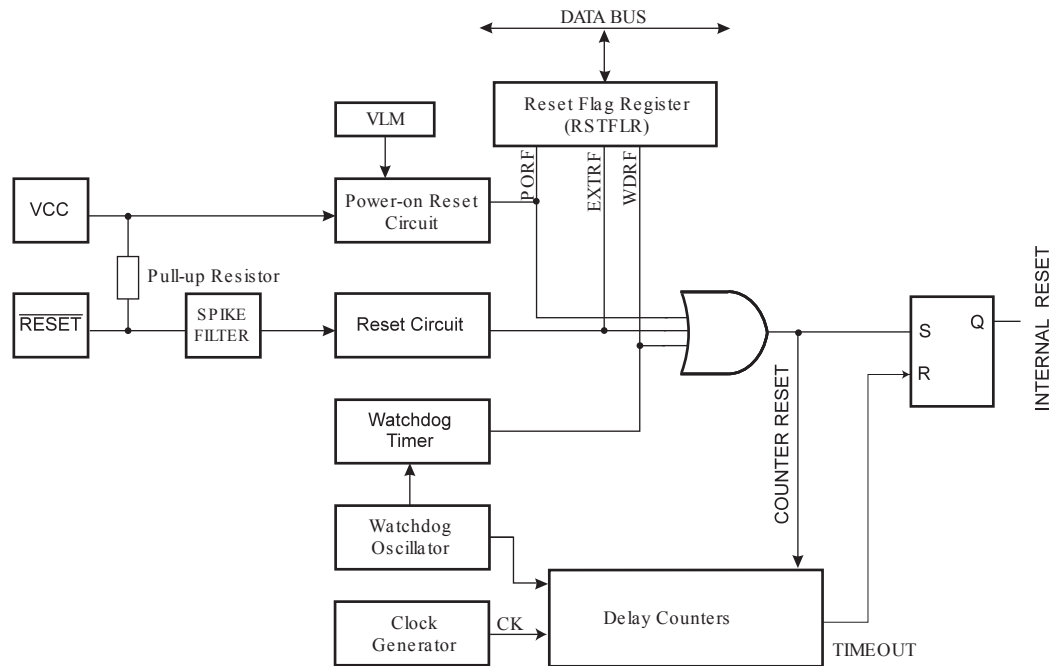 DATA BUS
Reset Flag Register
(RSTFLR)
VLM
PORF
EXTRF
WDRF
VCC
Power-on Reset
Circuit
Pull-up Resistor
RESET
SPIKE
FILTER
Reset Circuit
S
Q
R
INTERNAL RESET
Watchdog
Timer
COUNTER RESET
Watchdog
Oscillator
Clock
Generator
CK
Delay Counters
TIMEOUT